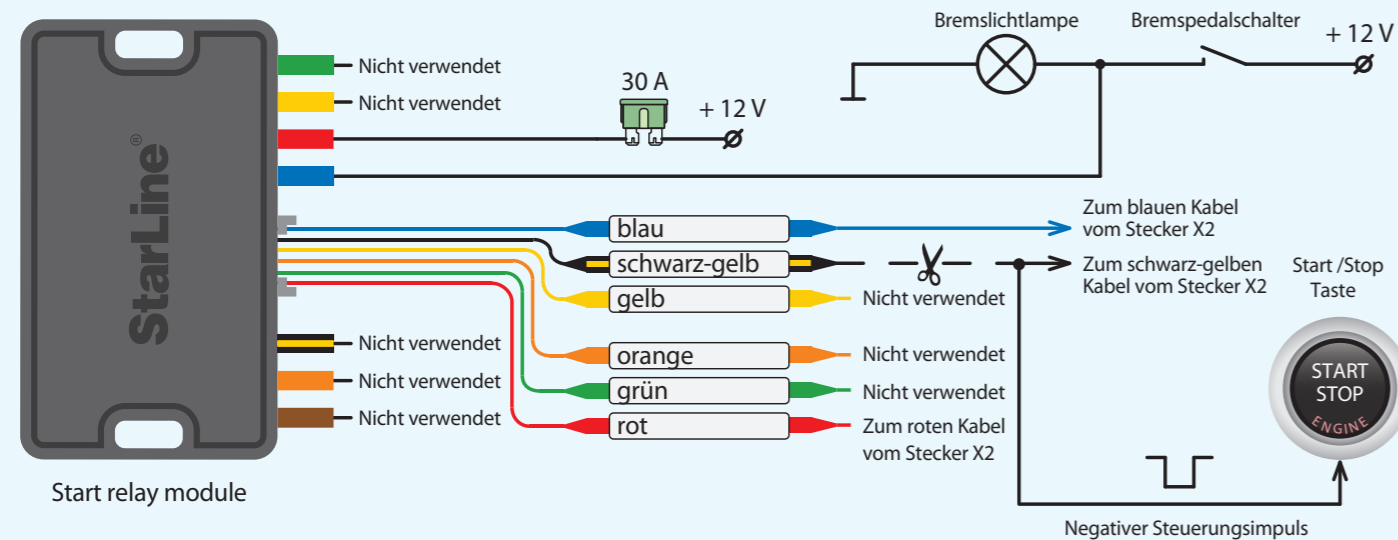 StarLine®
Start relay module
Nicht verwendet
Nicht verwendet
30 A
+ 12 V
Bremslichtlampe
Bremspedalschalter
+ 12 V
blau
Zum blauen Kabel
vom Stecker X2
schwarz-gelb
Zum schwarz-gelben
Kabel vom Stecker X2
gelb
Nicht verwendet
orange
Nicht verwendet
grün
Nicht verwendet
rot
Zum roten Kabel
vom Stecker X2
Nicht verwendet
Nicht verwendet
Nicht verwendet
Start /Stop
Taste
START
STOP
ENGINE
Negativer Steuerungsimpuls